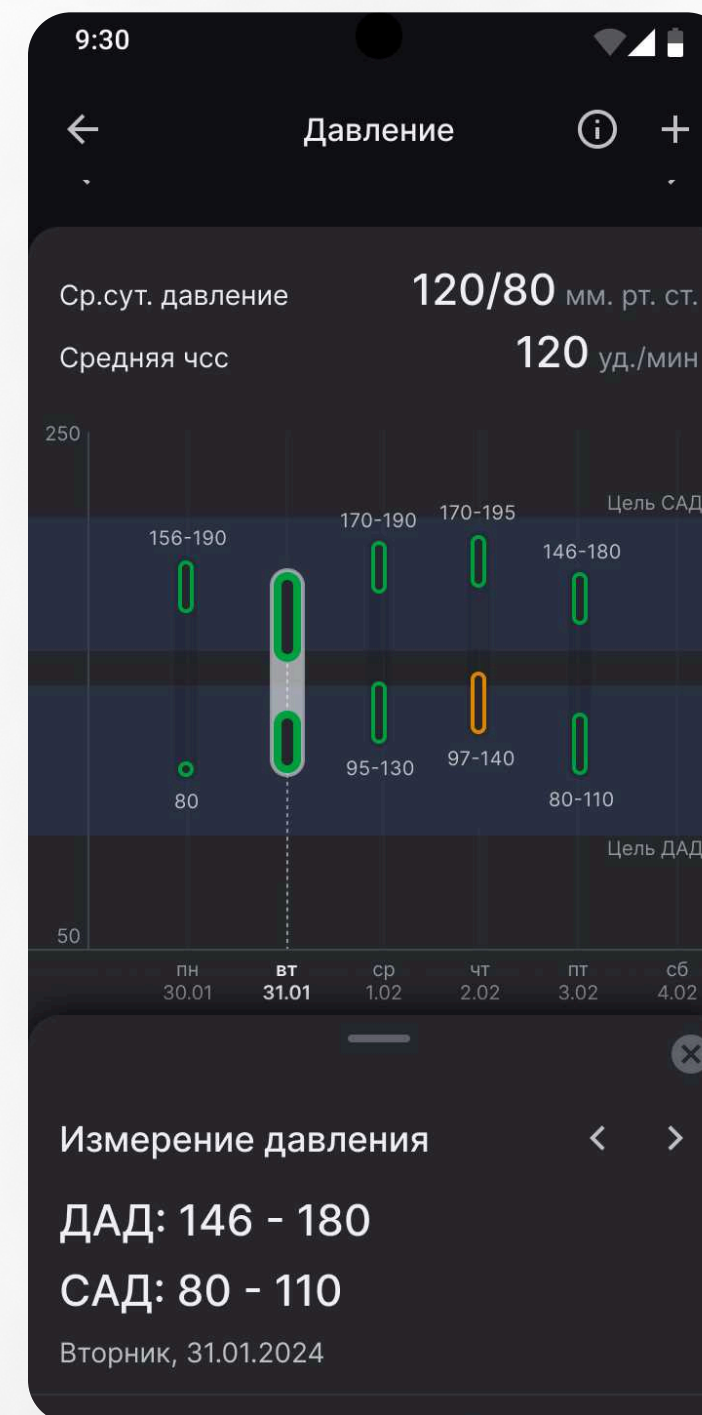 9:30
Давление
Ср.сут. давление 120/80 мм. рт. ст.
Средняя чсс 120 уд./мин
250
Цель САД
156-190
170-190
170-195
146-180
80
95-130
97-140
80-110
Цель ДАД
50
пн вт ср чт пт сб
30.01 31.01 1.02 2.02 3.02 4.02
Измерение давления
ДАД: 146 - 180
САД: 80 - 110
Вторник, 31.01.2024